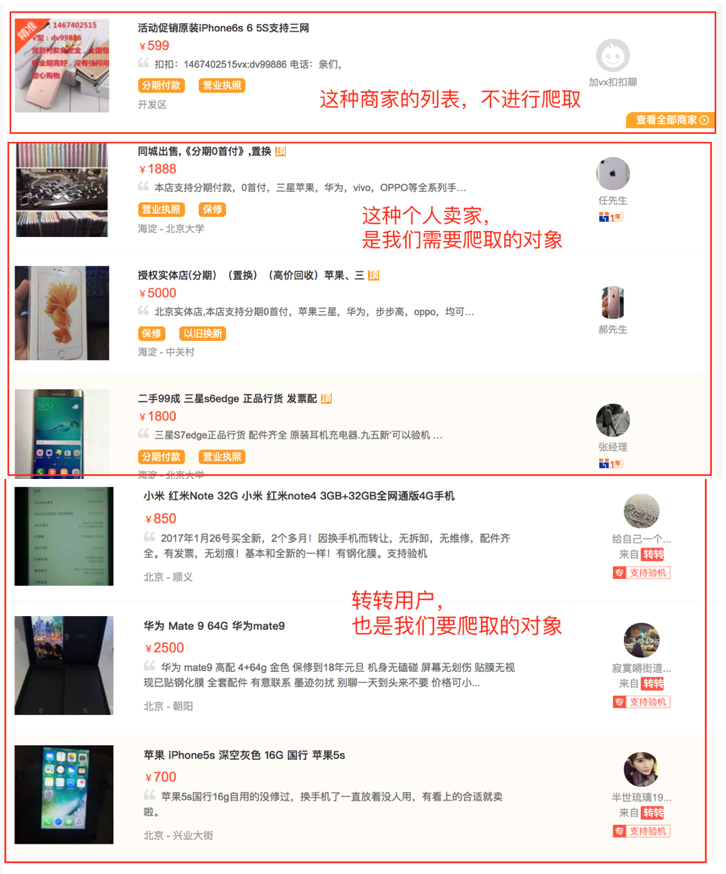 精准
：1467402515
V型：dv99886
货到付款免定金，全国包
放心购物
活动促销原装iPhone6s 6 5S支持三网
￥599
扣扣：1467402515vx:dv99886 电话：亲们，
分期付款 营业执照
开发区
加vx扣扣聊
查看全部商家
这种商家的列表，不进行爬取
同城出售,《分期0首付》,置换 顶
￥1888
本店支持分期付款，0首付，三星苹果，华为，vivo，OPPO等全系列手…
营业执照 保修
海淀 - 北京大学
任先生
1年
这种个人卖家，
是我们需要爬取的对象
授权实体店(分期）（置换）（高价回收）苹果、三 顶
￥5000
北京实体店,本店支持分期0首付，苹果三星，华为，步步高，oppo，均可…
保修 以旧换新
海淀 - 中关村
郝先生
二手99成 三星s6edge 正品行货 发票配 顶
￥1800
三星S7edge正品行货 配件齐全 原装耳机充电器.九五新'可以验机 …
分期付款 营业执照
海淀 - 北京大学
张经理
1年
小米 红米Note 32G 小米 红米note4 3GB+32GB全网通版4G手机
￥850
2017年1月26号买全新，2个多月！因换手机而转让，无拆卸，无维修，配件齐
全。有发票，无划痕！基本和全新的一样！有钢化膜。支持验机
北京 - 顺义
给自己一个...
来自 转转
专 支持验机
转转用户，
也是我们要爬取的对象
华为 Mate 9 64G 华为mate9
￥2500
华为 mate9 高配 4+64g 金色 保修到18年元旦 机身无磕碰 屏幕无划伤 贴膜无视
现已贴钢化膜 全套配件 有意联系 墨迹勿扰 别聊一天到头来不要 价格可小...
北京 - 朝阳
寂寞嘚街道...
来自 转转
专 支持验机
苹果 iPhone5s 深空灰色 16G 国行 苹果5s
￥700
苹果5s国行16g自用的没修过，换手机了一直放着没人用，有看上的合适就卖
啦。
北京 - 兴业大街
半世琉璃19...
来自 转转
专 支持验机